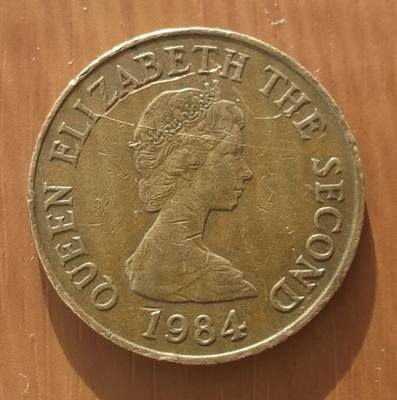 QUEEN ELIZABETH THE SECOND
1984